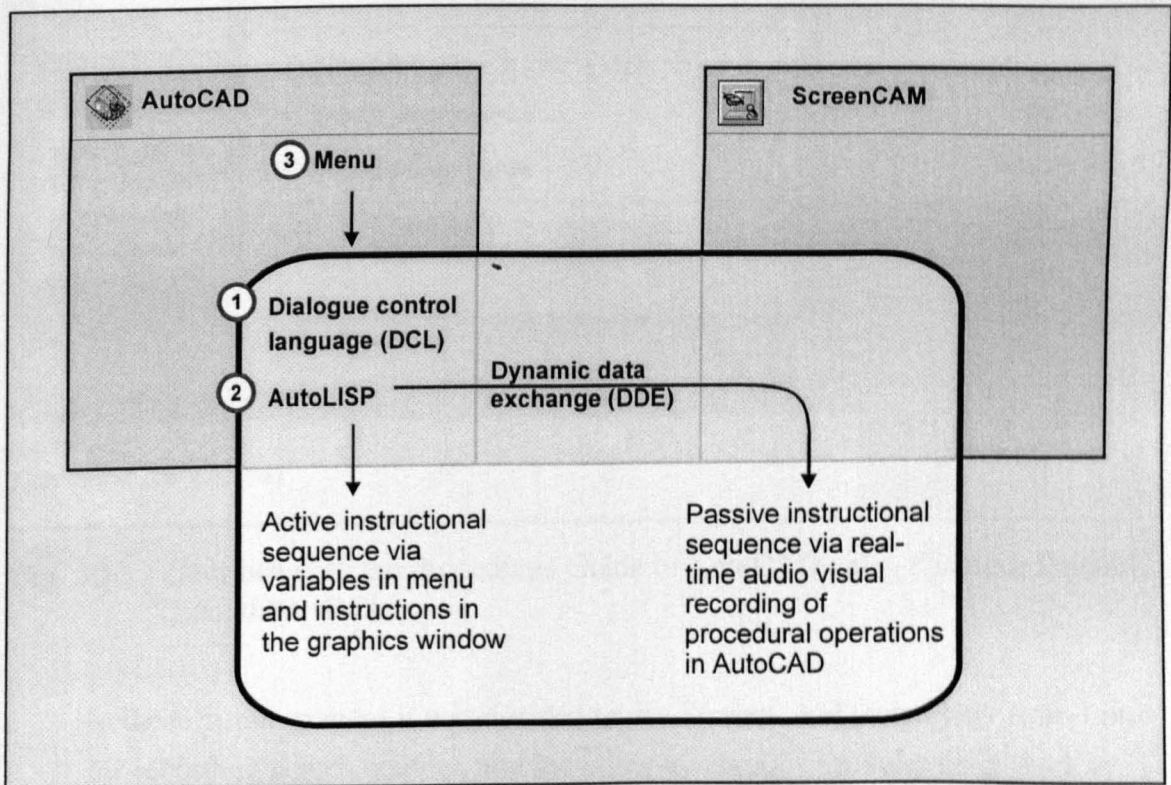 AutoCAD
ScreenCAM
3 Menu
1 Dialogue control
language (DCL)
2 AutoLISP
Dynamic data
exchange (DDE)
Active instructional
sequence via
variables in menu
and instructions in
the graphics window
Passive instructional
sequence via real-
time audio visual
recording of
procedural operations
in AutoCAD